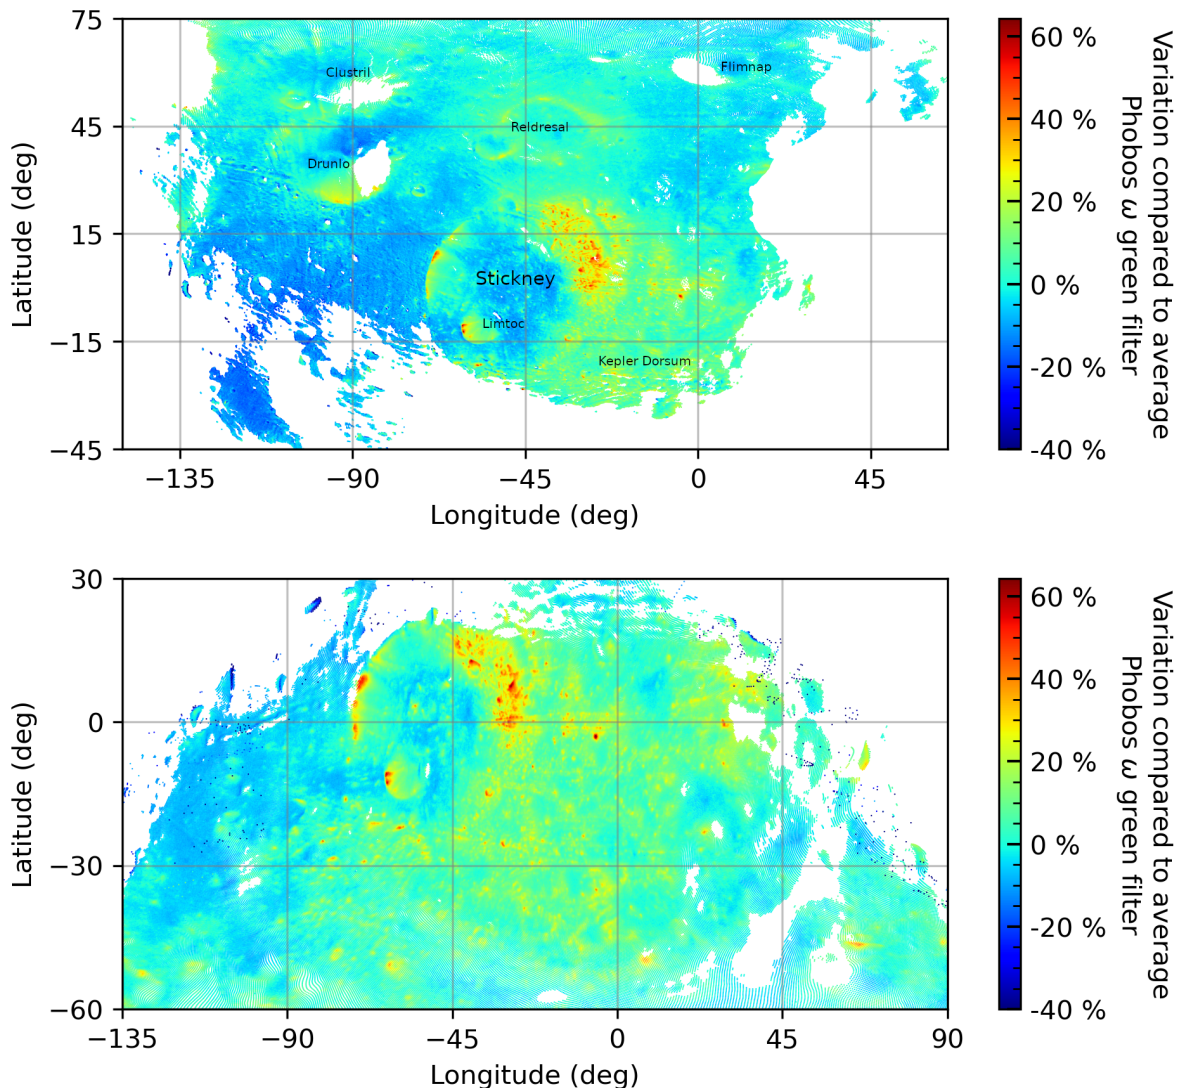 75
45
15
−15
−45
Latitude (deg)
Clustril
Flimnap
Reldresal
Drunlo
Stickney
Limtoc
Kepler Dorsum
−135
−90
−45
0
45
Longitude (deg)
60 %
40 %
20 %
0 %
-20 %
-40 %
Variation compared to average
Phobos ω green filter
30
0
−30
−60
Latitude (deg)
−135
−90
−45
0
45
90
Longitude (deg)
60 %
40 %
20 %
0 %
-20 %
-40 %
Variation compared to average
Phobos ω green filter